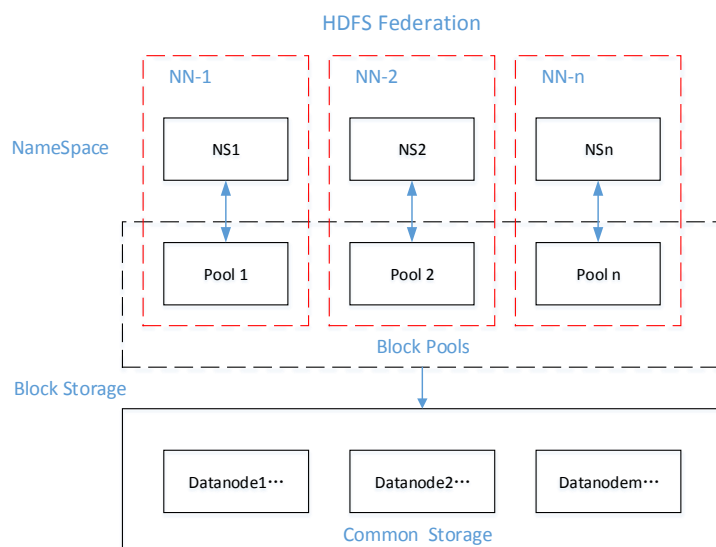 HDFS Federation
NN-1
NN-2
NN-n
NameSpace
NS1
NS2
NSn
Pool 1
Pool 2
Pool n
Block Pools
Block Storage
Datanode1…
Datanode2…
Datanodem…
Common Storage